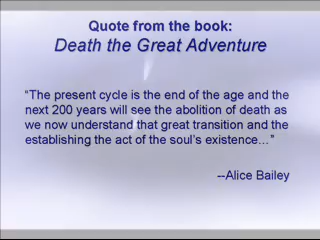 Quote from the book:
Death the Great Adventure
“The present cycle is the end of the age and the
next 200 years will see the abolition of death as
we now understand that great transition and the
establishing the act of the soul’s existence…”
--Alice Bailey